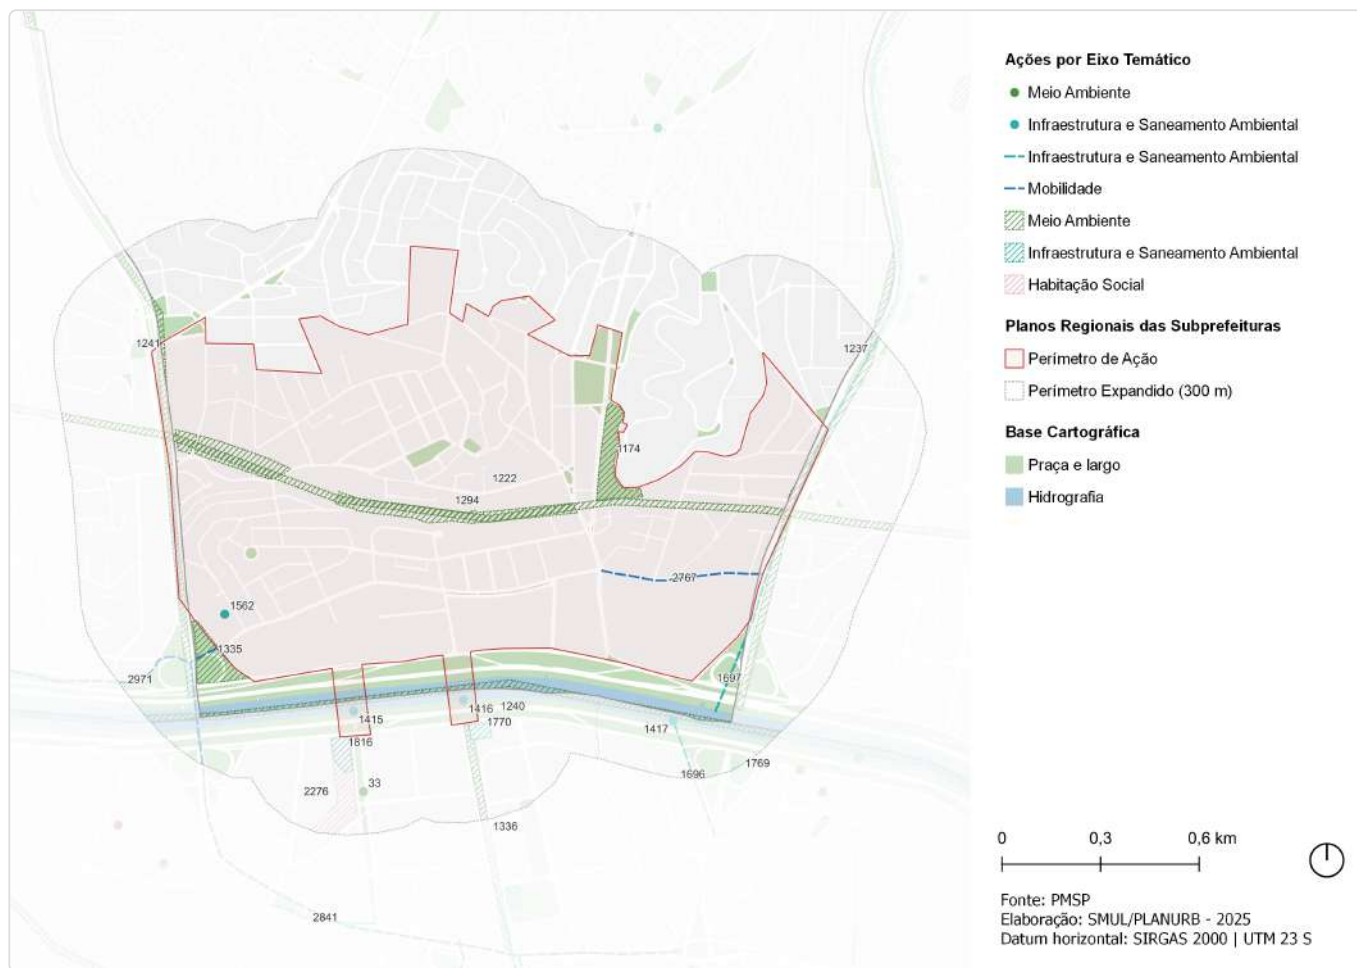 Ações por Eixo Temático
Meio Ambiente
Infraestrutura e Saneamento Ambiental
Infraestrutura e Saneamento Ambiental
Mobilidade
Meio Ambiente
Infraestrutura e Saneamento Ambiental
Habitação Social
Planos Regionais das Subprefeituras
Perímetro de Ação
Perímetro Expandido (300 m)
Base Cartográfica
Praça e largo
Hidrografia
1241
1237
1174
1222
1294
2767
1562
1335
2971
1697
1415
1416
1240
1770
1417
1816
1769
1696
33
2276
1336
2841
0 0,3 0,6 km
Fonte: PMSP
Elaboração: SMUL/PLANURB - 2025
Datum horizontal: SIRGAS 2000 | UTM 23 S